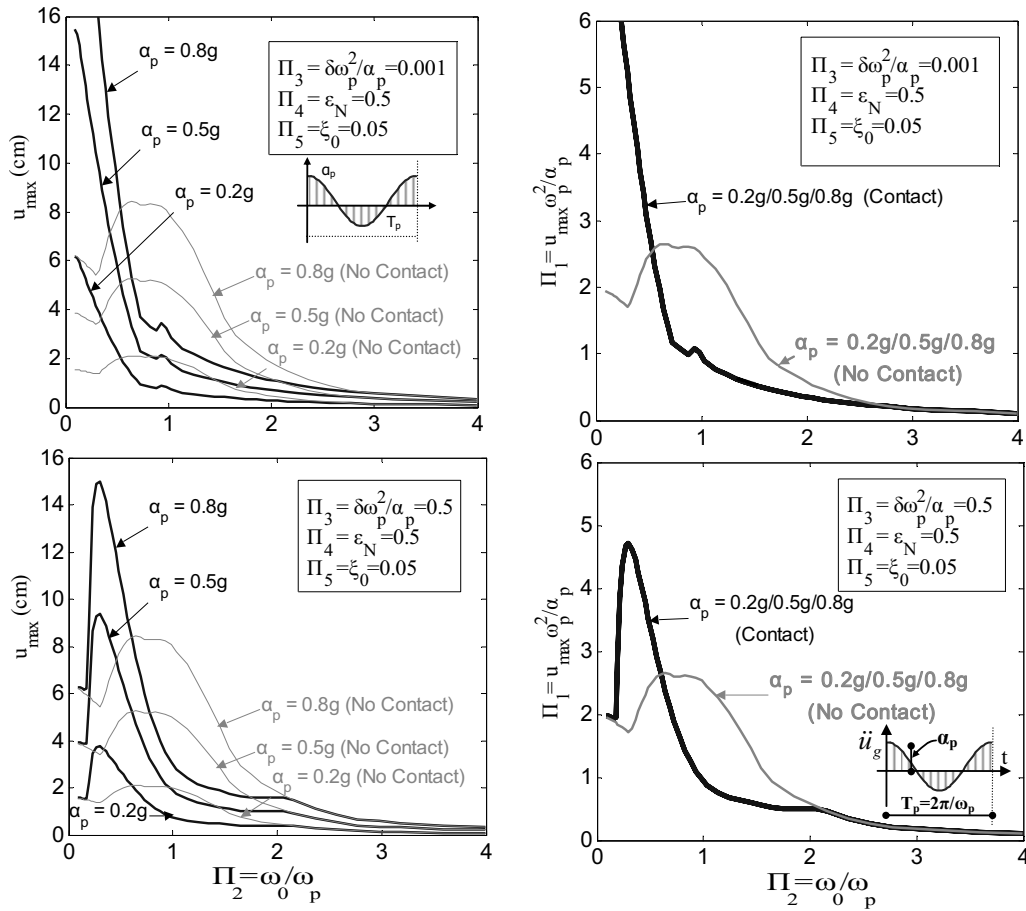 16
14
12
10
8
6
4
2
0
u_max (cm)
α_p = 0.8g
α_p = 0.5g
α_p = 0.2g
Π_3 = δω_p^2/α_p=0.001
Π_4 = ε_N=0.5
Π_5=ξ_0=0.05
α_p
T_p
α_p = 0.8g (No Contact)
α_p = 0.5g (No Contact)
α_p = 0.2g (No Contact)
0 1 2 3 4
6
5
4
3
2
1
0
Π_1=u_max ω_p^2/α_p
Π_3 = δω_p^2/α_p=0.001
Π_4 = ε_N=0.5
Π_5=ξ_0=0.05
α_p = 0.2g/0.5g/0.8g (Contact)
α_p = 0.2g/0.5g/0.8g
(No Contact)
0 1 2 3 4
16
14
12
10
8
6
4
2
0
u_max (cm)
α_p = 0.8g
α_p = 0.5g
α_p = 0.2g
Π_3 = δω_p^2/α_p=0.5
Π_4 = ε_N=0.5
Π_5=ξ_0=0.05
α_p = 0.8g (No Contact)
α_p = 0.5g (No Contact)
α_p = 0.2g (No Contact)
0 1 2 3 4
Π_2=ω_0/ω_p
6
5
4
3
2
1
0
Π_1=u_max ω_p^2/α_p
Π_3 = δω_p^2/α_p=0.5
Π_4 = ε_N=0.5
Π_5=ξ_0=0.05
α_p = 0.2g/0.5g/0.8g
(Contact)
α_p = 0.2g/0.5g/0.8g
(No Contact)
ü_g
α_p
t
T_p=2π/ω_p
0 1 2 3 4
Π_2=ω_0/ω_p